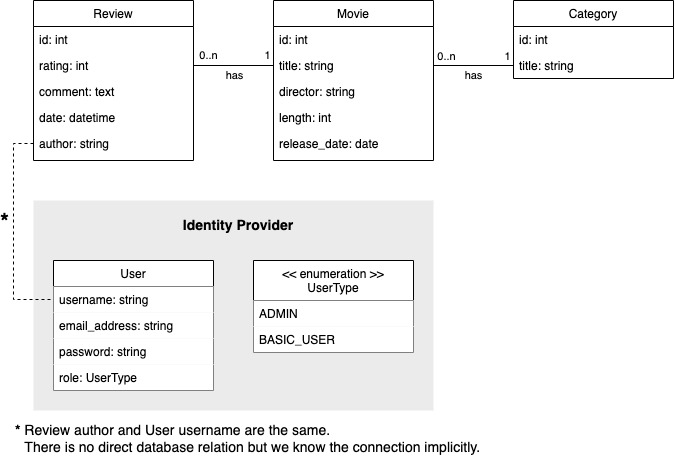 Review
id: int
rating: int
comment: text
date: datetime
author: string
0..n
1
has
Movie
id: int
title: string
director: string
length: int
release_date: date
0..n
1
has
Category
id: int
title: string
*
Identity Provider
User
username: string
email_address: string
password: string
role: UserType
<< enumeration >>
UserType
ADMIN
BASIC_USER
* Review author and User username are the same.
There is no direct database relation but we know the connection implicitly.